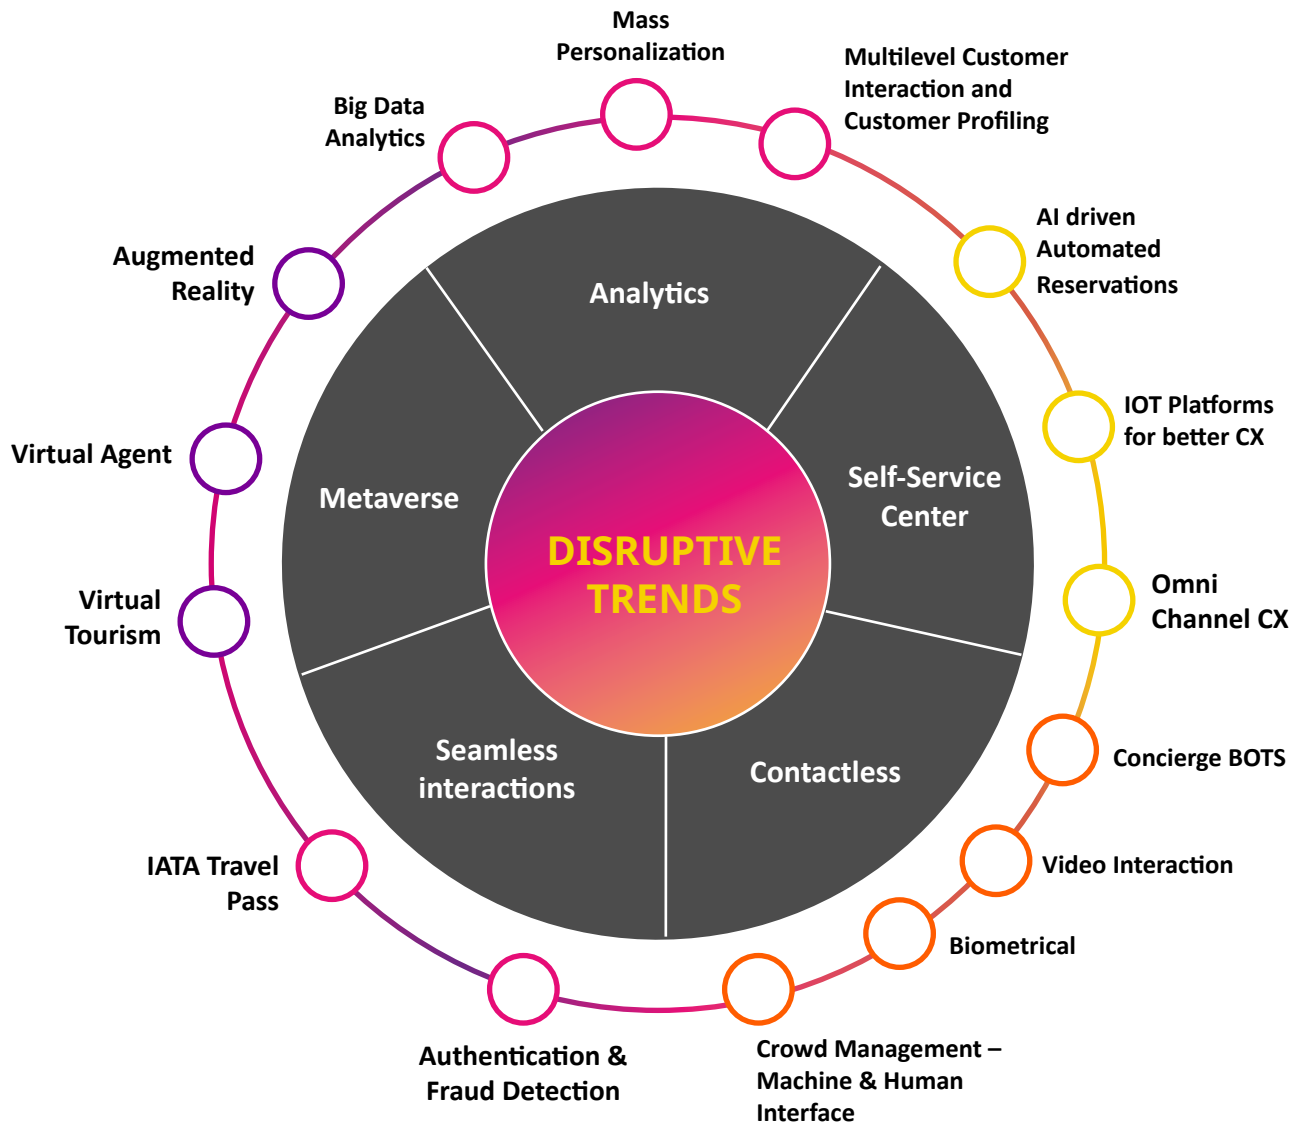 Mass
Personalization
Multilevel Customer
Interaction and
Customer Profiling
Big Data
Analytics
AI driven
Automated
Reservations
Augmented
Reality
Analytics
IOT Platforms
for better CX
Virtual Agent
Metaverse
Self-Service
Center
DISRUPTIVE
TRENDS
Omni
Channel CX
Virtual
Tourism
Seamless
interactions
Contactless
Concierge BOTS
IATA Travel
Pass
Video Interaction
Biometrical
Authentication &
Fraud Detection
Crowd Management –
Machine & Human
Interface